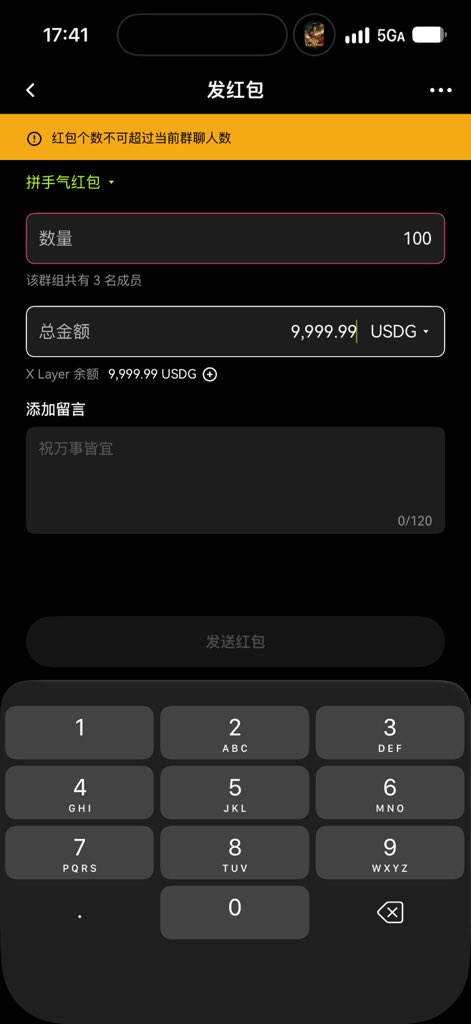 17:41
5GA
发红包
红包个数不可超过当前群聊人数
拼手气红包
数量 100
该群组共有 3 名成员
总金额 9,999.99 USDG
X Layer 余额 9,999.99 USDG
添加留言
祝万事皆宜
0/120
发送红包
1 2 3
ABC DEF
4 5 6
GHI JKL MNO
7 8 9
PQRS TUV WXYZ
. 0